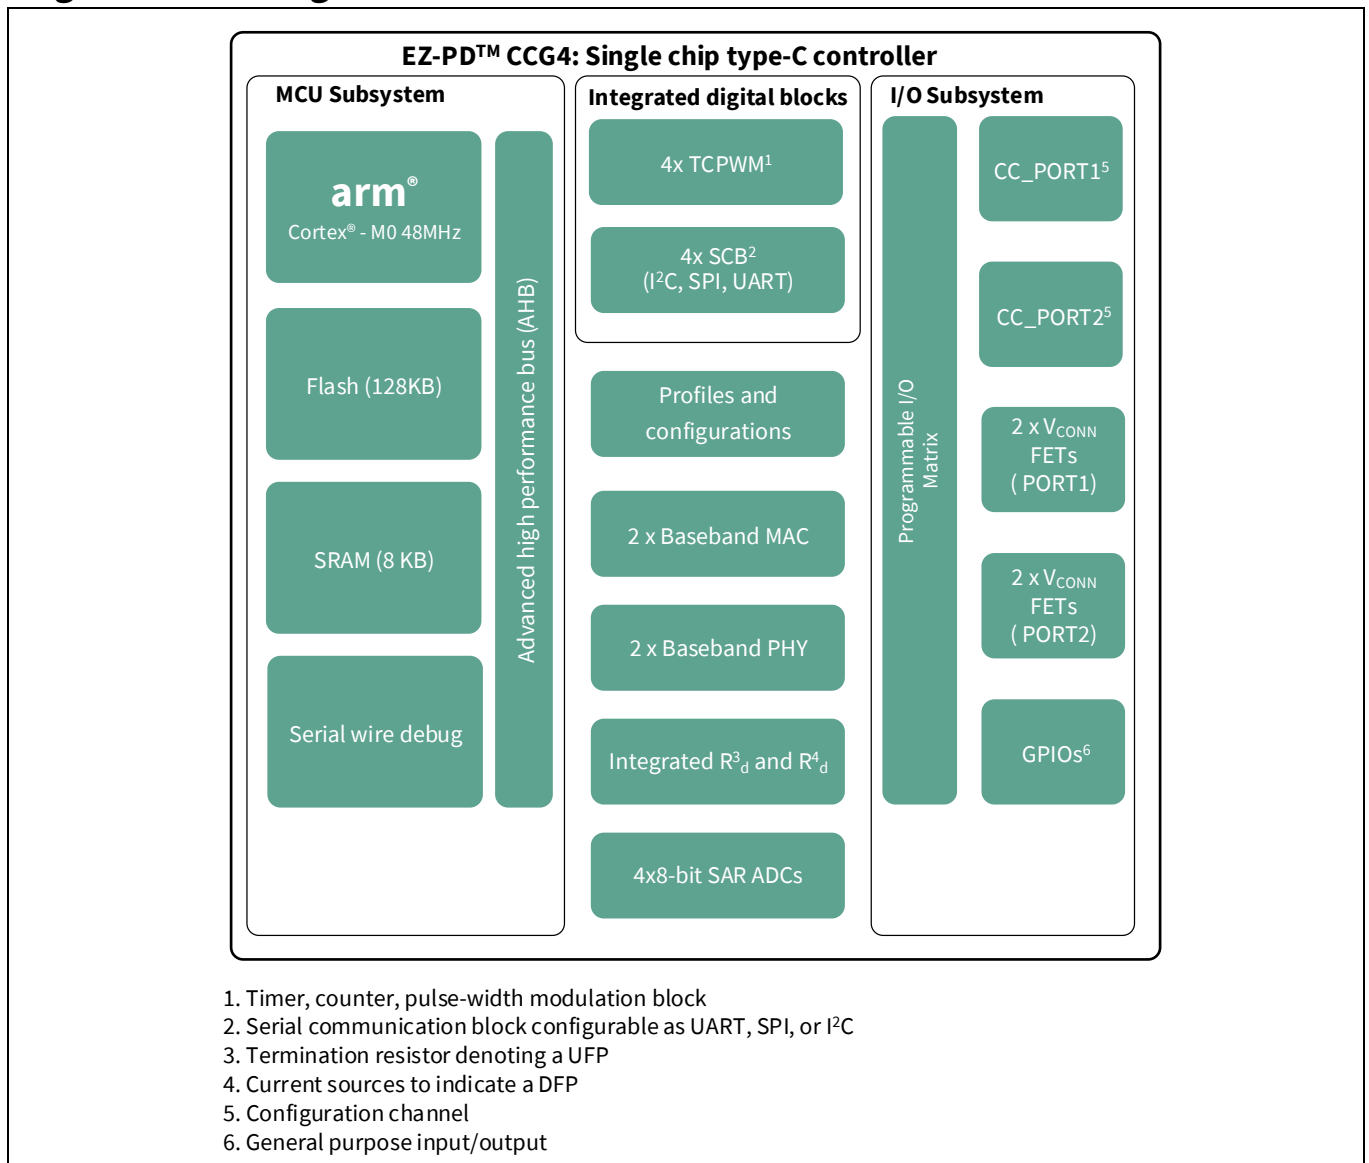 EZ-PD™ CCG4: Single chip type-C controller
MCU Subsystem
arm®
Cortex® - M0 48MHz
Flash (128KB)
SRAM (8 KB)
Serial wire debug
Advanced high performance bus (AHB)
Integrated digital blocks
4x TCPWM¹
4x SCB²
(I²C, SPI, UART)
Profiles and
configurations
2 x Baseband MAC
2 x Baseband PHY
Integrated R³d and R⁴d
4x8-bit SAR ADCs
I/O Subsystem
Programmable I/O
Matrix
CC_PORT1⁵
CC_PORT2⁵
2 x VCONN
FETs
( PORT1)
2 x VCONN
FETs
( PORT2)
GPIOs⁶
1. Timer, counter, pulse-width modulation block
2. Serial communication block configurable as UART, SPI, or I²C
3. Termination resistor denoting a UFP
4. Current sources to indicate a DFP
5. Configuration channel
6. General purpose input/output